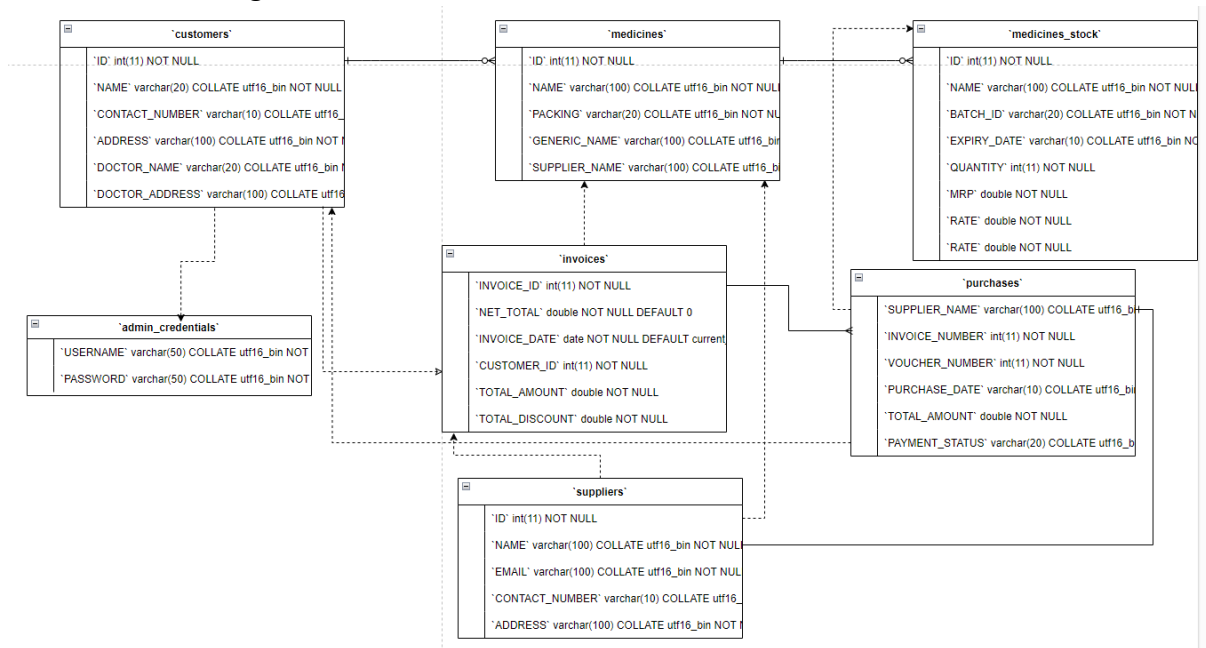 `customers`
`ID` int(11) NOT NULL
`NAME` varchar(20) COLLATE utf16_bin NOT NULL
`CONTACT_NUMBER` varchar(10) COLLATE utf16_
`ADDRESS` varchar(100) COLLATE utf16_bin NOT
`DOCTOR_NAME` varchar(20) COLLATE utf16_bin
`DOCTOR_ADDRESS` varchar(100) COLLATE utf16
`medicines`
`ID` int(11) NOT NULL
`NAME` varchar(100) COLLATE utf16_bin NOT NULL
`PACKING` varchar(20) COLLATE utf16_bin NOT NU
`GENERIC_NAME` varchar(100) COLLATE utf16_bin
`SUPPLIER_NAME` varchar(100) COLLATE utf16_b
`medicines_stock`
`ID` int(11) NOT NULL
`NAME` varchar(100) COLLATE utf16_bin NOT NUL
`BATCH_ID` varchar(20) COLLATE utf16_bin NOT N
`EXPIRY_DATE` varchar(10) COLLATE utf16_bin NO
`QUANTITY` int(11) NOT NULL
`MRP` double NOT NULL
`RATE` double NOT NULL
`RATE` double NOT NULL
`invoices`
`INVOICE_ID` int(11) NOT NULL
`NET_TOTAL` double NOT NULL DEFAULT 0
`INVOICE_DATE` date NOT NULL DEFAULT current_
`CUSTOMER_ID` int(11) NOT NULL
`TOTAL_AMOUNT` double NOT NULL
`TOTAL_DISCOUNT` double NOT NULL
`purchases`
`SUPPLIER_NAME` varchar(100) COLLATE utf16_b
`INVOICE_NUMBER` int(11) NOT NULL
`VOUCHER_NUMBER` int(11) NOT NULL
`PURCHASE_DATE` varchar(10) COLLATE utf16_bi
`TOTAL_AMOUNT` double NOT NULL
`PAYMENT_STATUS` varchar(20) COLLATE utf16_b
`admin_credentials`
`USERNAME` varchar(50) COLLATE utf16_bin NOT
`PASSWORD` varchar(50) COLLATE utf16_bin NOT
`suppliers`
`ID` int(11) NOT NULL
`NAME` varchar(100) COLLATE utf16_bin NOT NULL
`EMAIL` varchar(100) COLLATE utf16_bin NOT NUL
`CONTACT_NUMBER` varchar(10) COLLATE utf16_
`ADDRESS` varchar(100) COLLATE utf16_bin NOT